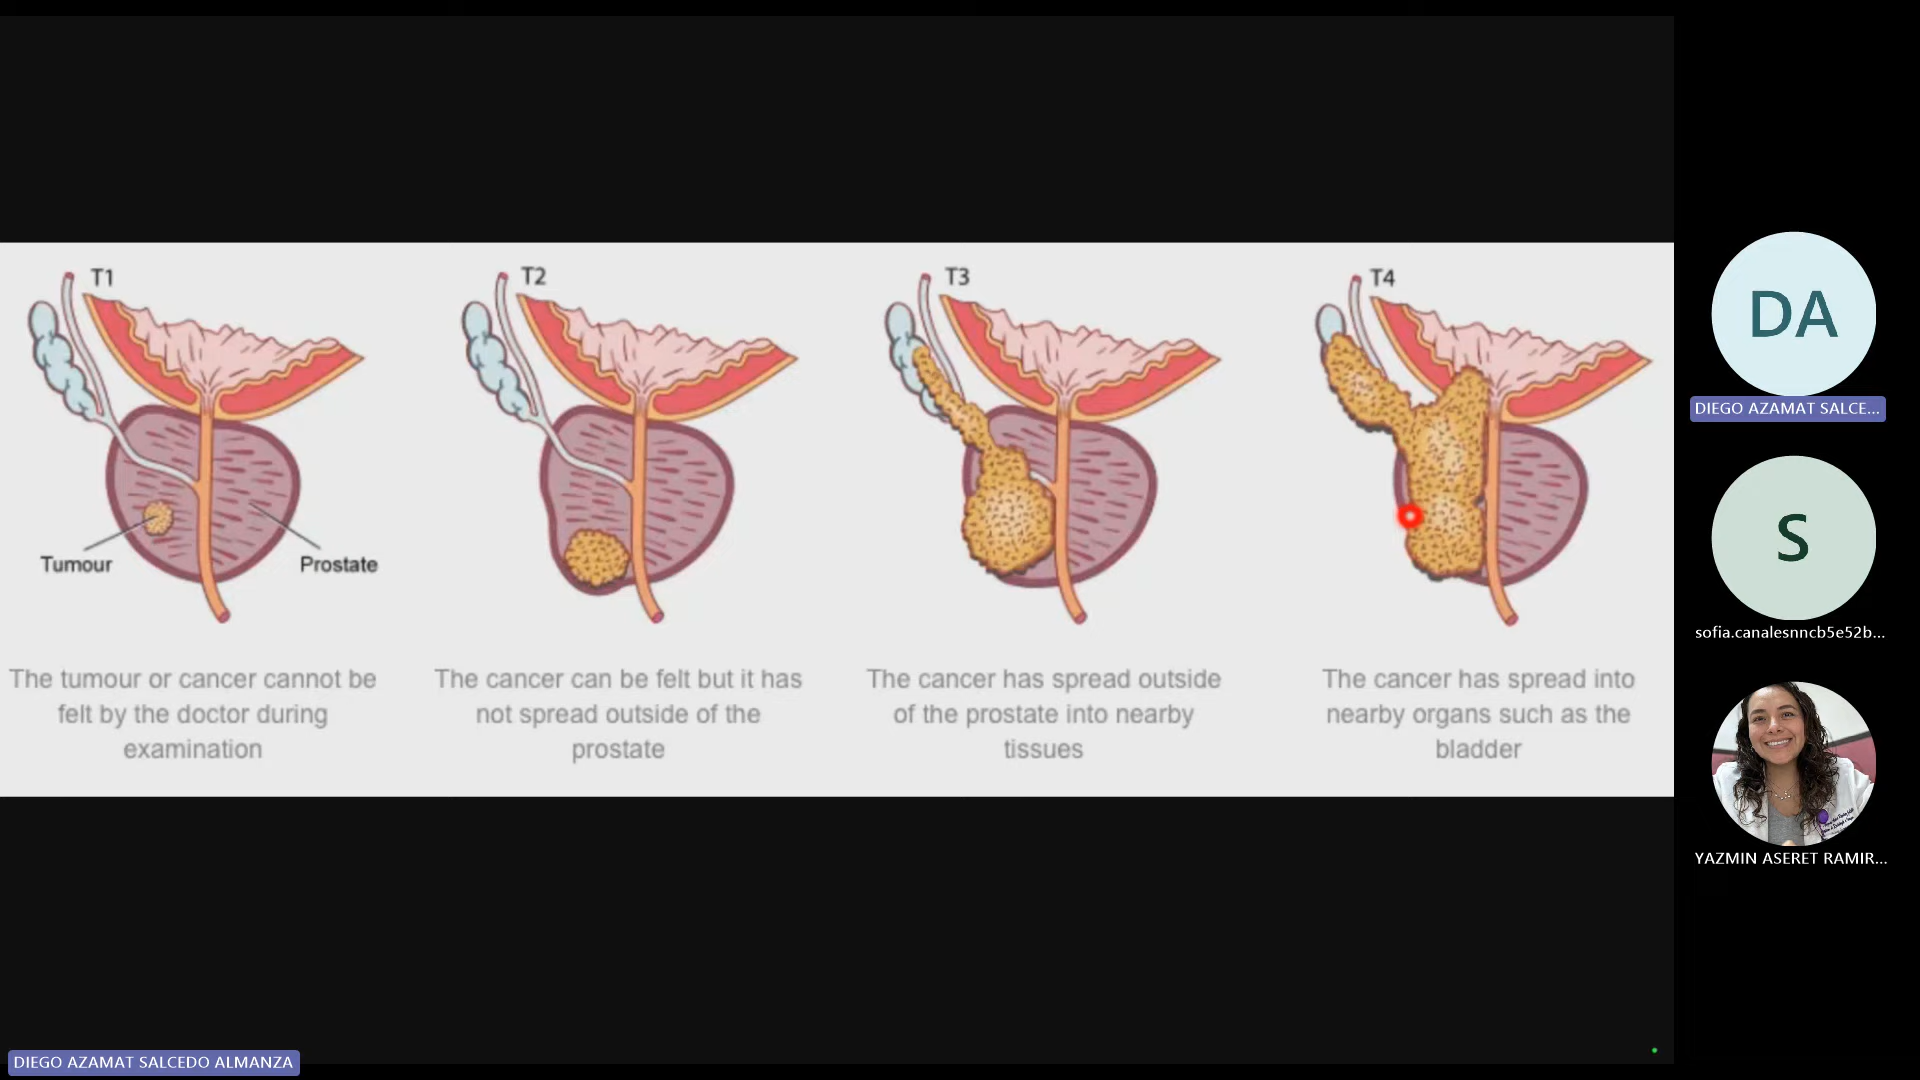 T1
T2
T3
T4
Tumour
Prostate
The tumour or cancer cannot be
felt by the doctor during
examination
The cancer can be felt but it has
not spread outside of the
prostate
The cancer has spread outside
of the prostate into nearby
tissues
The cancer has spread into
nearby organs such as the
bladder
DA
DIEGO AZAMAT SALCE...
S
sofia.canalesnncb5e52b...
YAZMIN ASERET RAMIR...
DIEGO AZAMAT SALCEDO ALMANZA